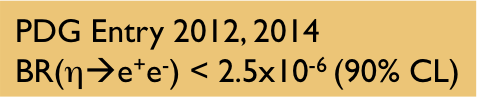 PDG Entry 2012, 2014
BR(η→e⁺e⁻) < 2.5x10⁻⁶ (90% CL)